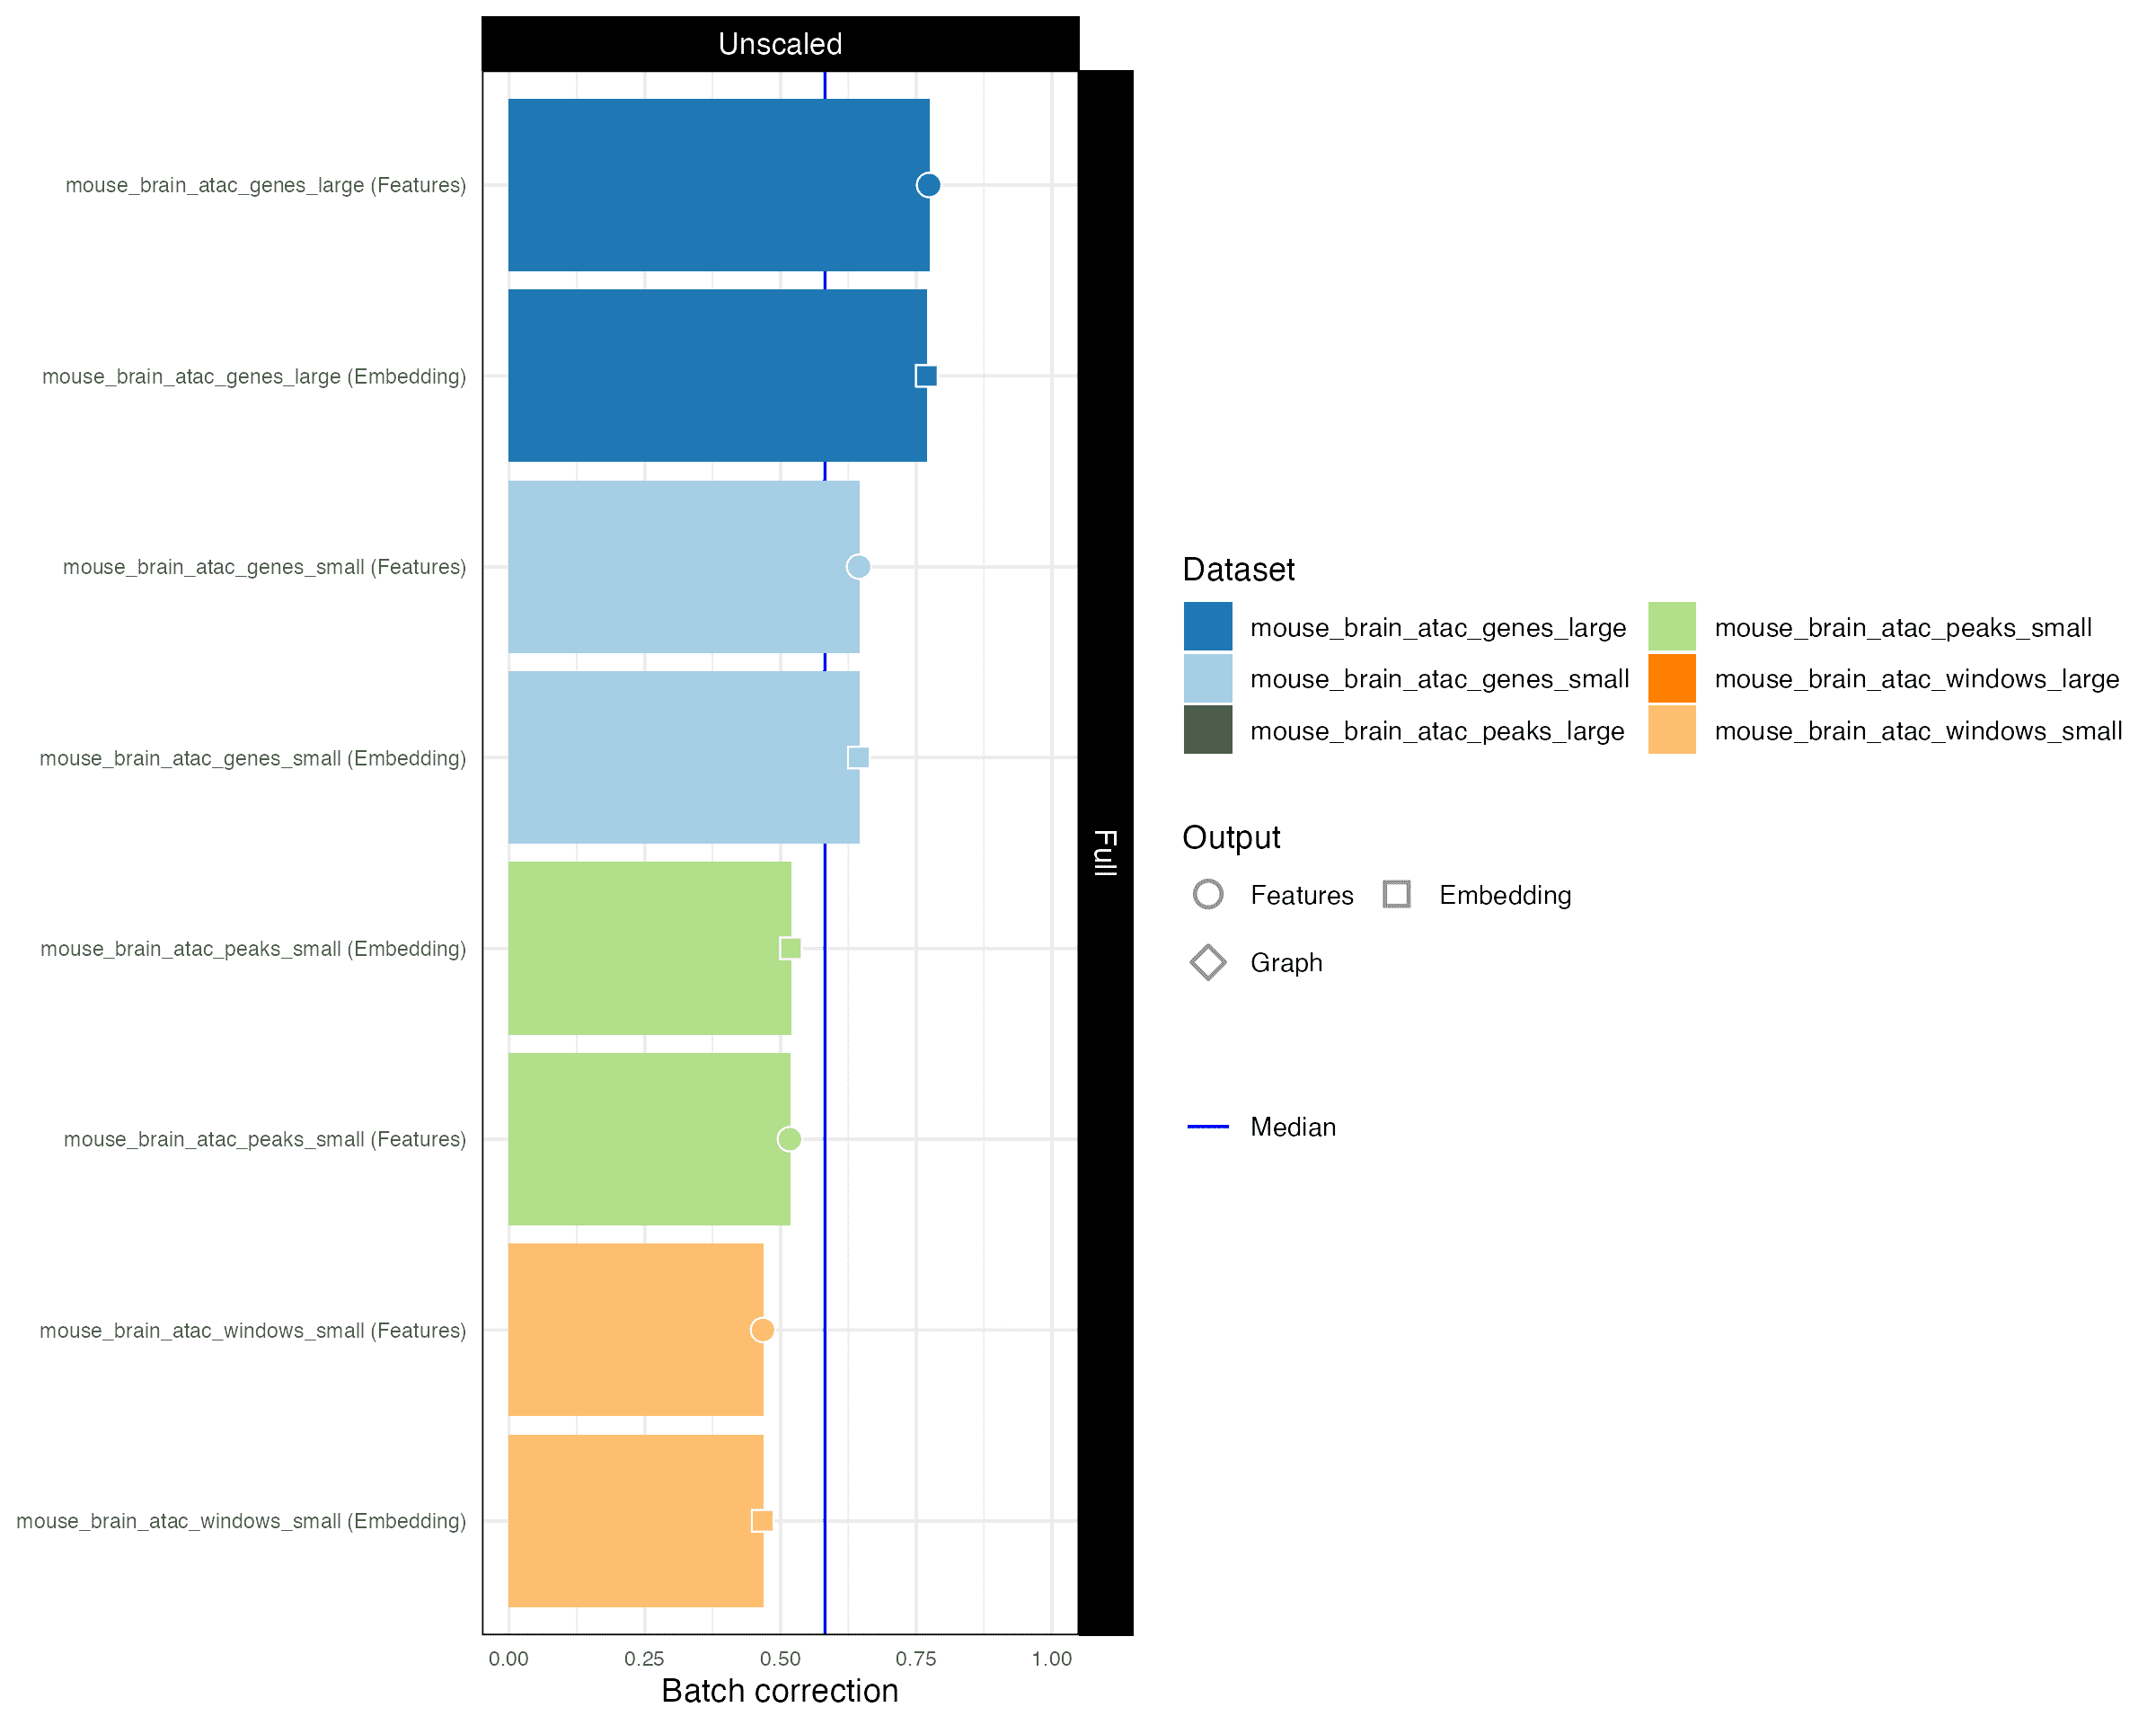 Unscaled
mouse_brain_atac_genes_large (Features)
mouse_brain_atac_genes_large (Embedding)
mouse_brain_atac_genes_small (Features)
mouse_brain_atac_genes_small (Embedding)
mouse_brain_atac_peaks_small (Embedding)
mouse_brain_atac_peaks_small (Features)
mouse_brain_atac_windows_small (Features)
mouse_brain_atac_windows_small (Embedding)
0.00 0.25 0.50 0.75 1.00
Batch correction
Full
Dataset
mouse_brain_atac_genes_large mouse_brain_atac_peaks_small
mouse_brain_atac_genes_small mouse_brain_atac_windows_large
mouse_brain_atac_peaks_large mouse_brain_atac_windows_small
Output
Features Embedding
Graph
Median